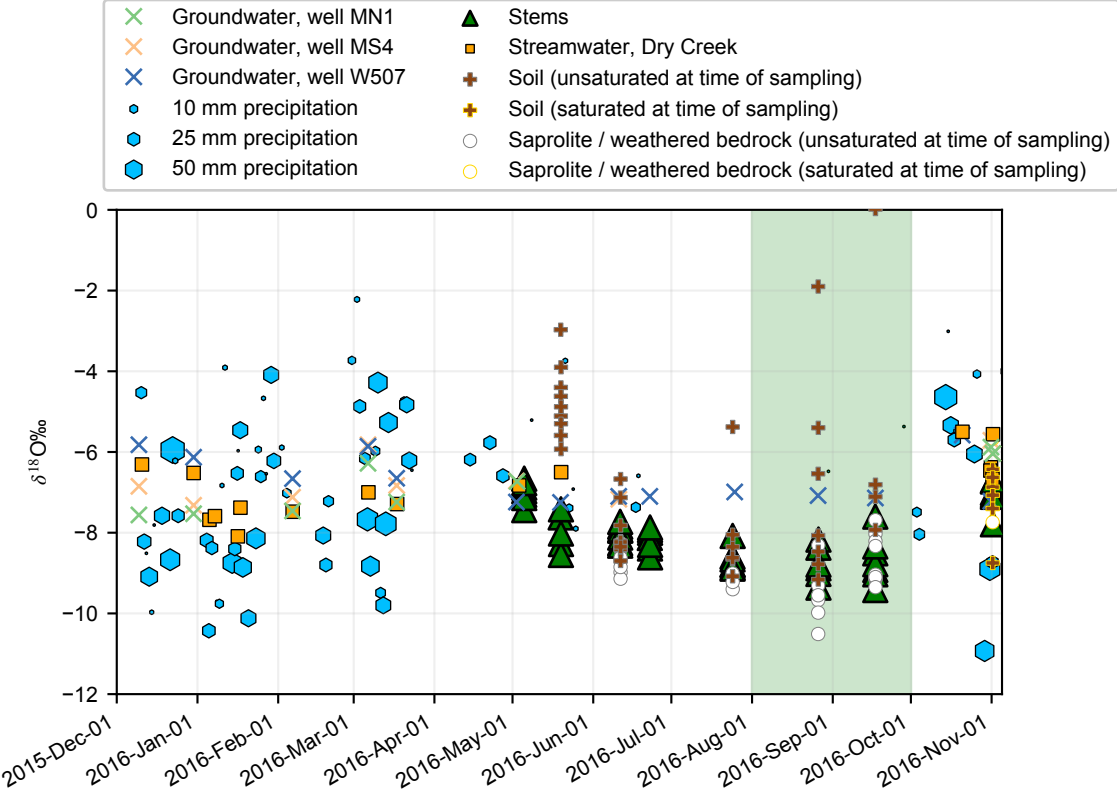 Groundwater, well MN1
Groundwater, well MS4
Groundwater, well W507
10 mm precipitation
25 mm precipitation
50 mm precipitation
Stems
Streamwater, Dry Creek
Soil (unsaturated at time of sampling)
Soil (saturated at time of sampling)
Saprolite / weathered bedrock (unsaturated at time of sampling)
Saprolite / weathered bedrock (saturated at time of sampling)
δ ¹⁸O‰
0
−2
−4
−6
−8
−10
−12
2015-Dec-01
2016-Jan-01
2016-Feb-01
2016-Mar-01
2016-Apr-01
2016-May-01
2016-Jun-01
2016-Jul-01
2016-Aug-01
2016-Sep-01
2016-Oct-01
2016-Nov-01